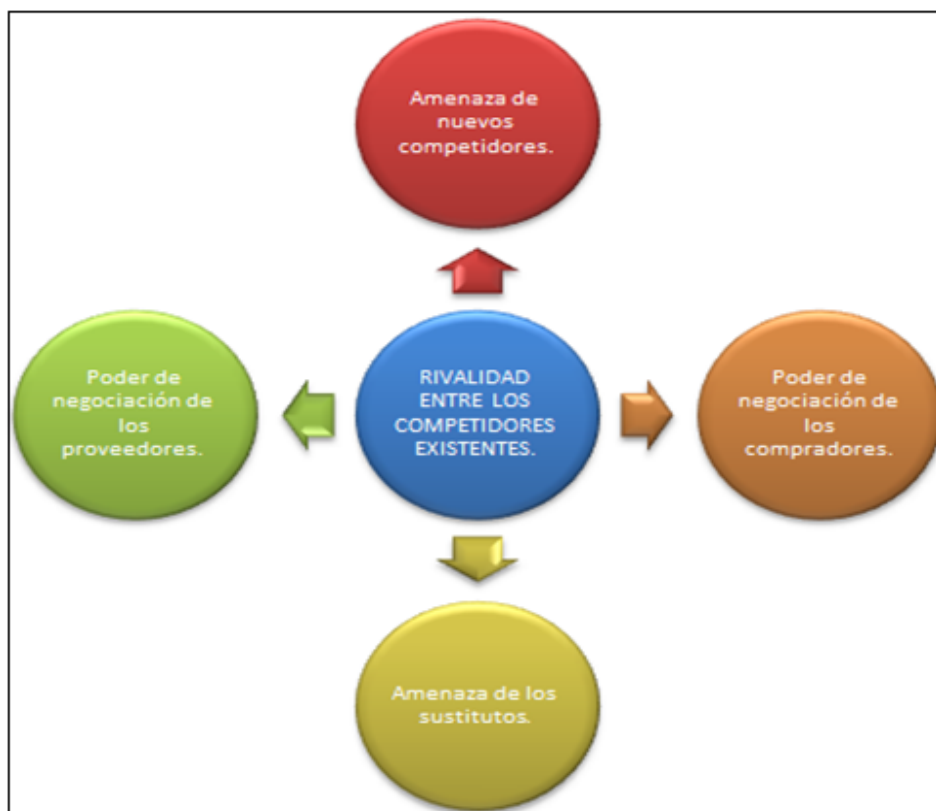 Amenaza de
nuevos
competidores.
Poder de
negociación de
los
proveedores.
RIVALIDAD
ENTRE LOS
COMPETIDORES
EXISTENTES.
Poder de
negociación de
los
compradores.
Amenaza de los
sustitutos.